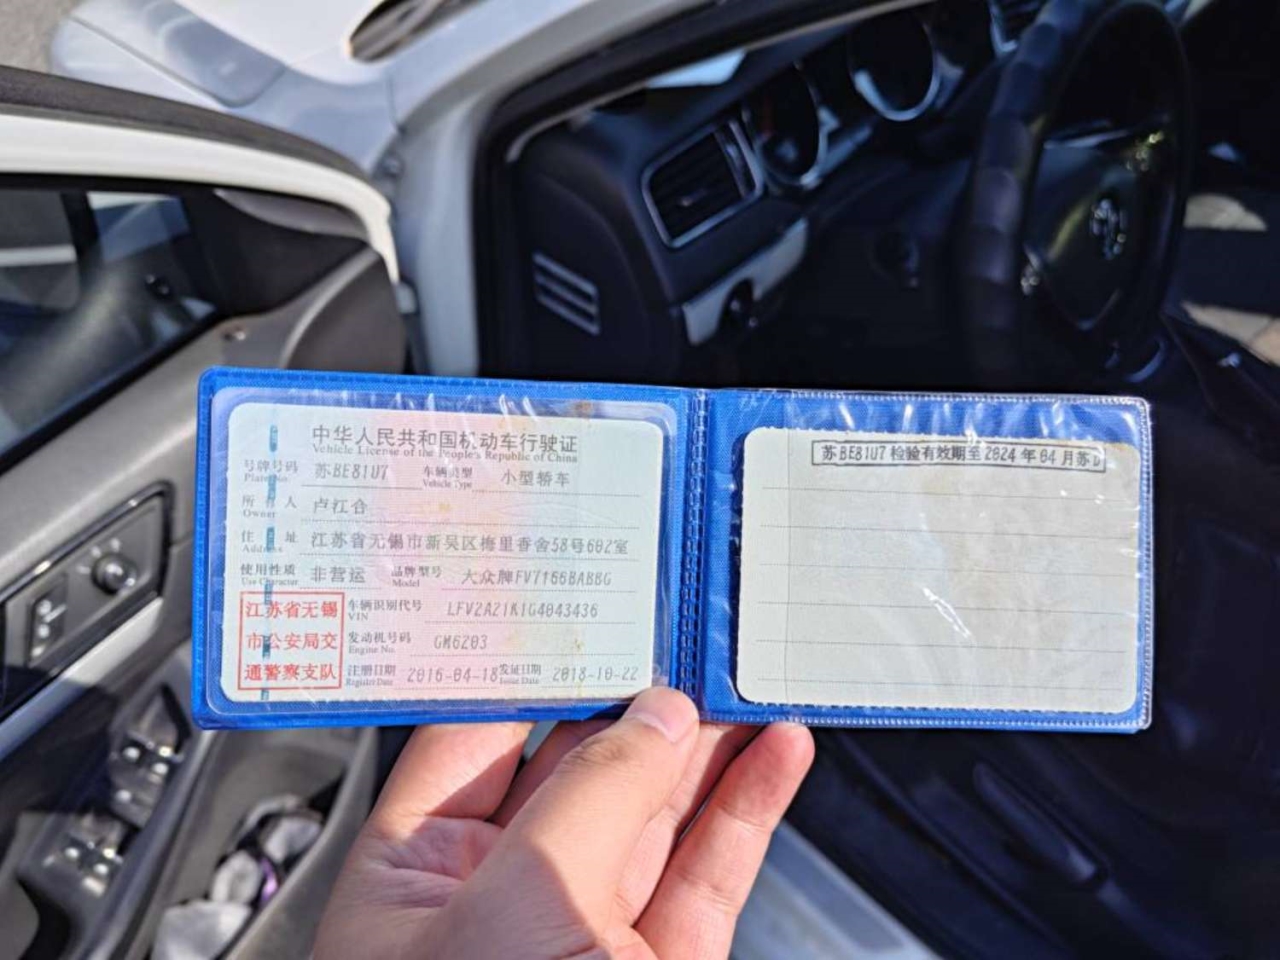 中华人民共和国机动车行驶证
Vehicle License of the People's Republic of China
号牌号码 苏BE81U7 车辆类型 小型轿车
Plate No. Vehicle Type
所有人 卢江合
Owner
住址 江苏省无锡市新吴区梅里香舍58号602室
Address
使用性质 非营运 品牌型号 大众牌FV7166BABBG
Use Character Model
江苏省无锡
市公安局交
通警察支队
车辆识别代号 LFV2A21K1G4043436
VIN
发动机号码 GM6203
Engine No.
注册日期 2016-04-18 发证日期 2018-10-22
Register Date Issue Date
苏BE81U7 检验有效期至2024年04月苏B